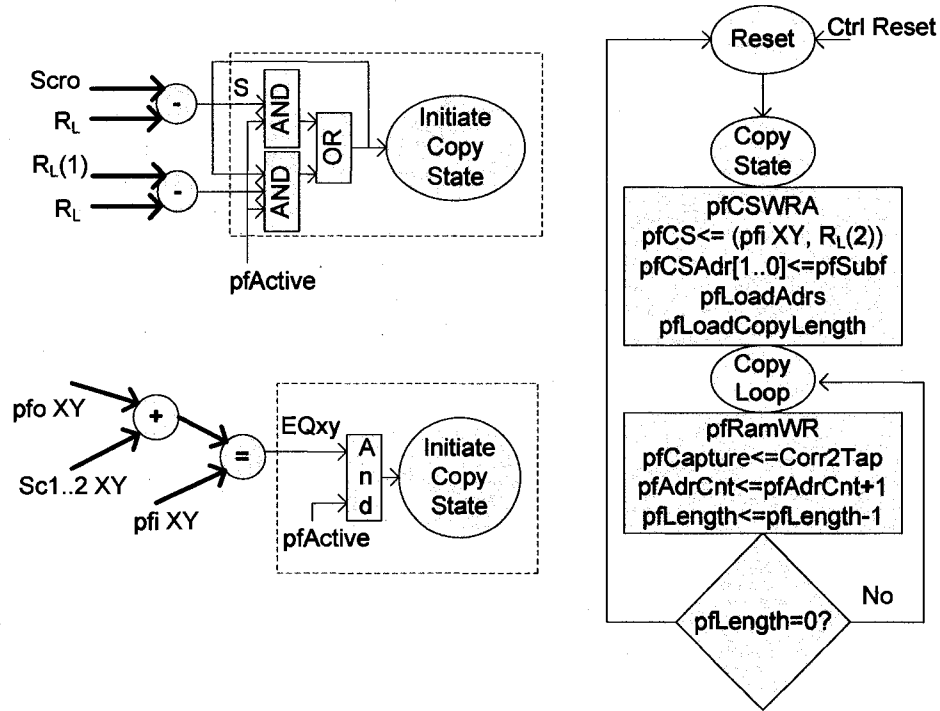 Scro
R_L
R_L(1)
R_L
-
-
S
AND
AND
OR
Initiate
Copy
State
pfActive
pfo XY
Sc1..2 XY
+
pfi XY
=
EQxy
A
n
d
pfActive
Initiate
Copy
State
Reset
Ctrl Reset
Copy
State
pfCSWRA
pfCS<= (pfi XY, R_L(2))
pfCSAdr[1..0]<=pfSubf
pfLoadAdrs
pfLoadCopyLength
Copy
Loop
pfRamWR
pfCapture<=Corr2Tap
pfAdrCnt<=pfAdrCnt+1
pfLength<=pfLength-1
pfLength=0?
No